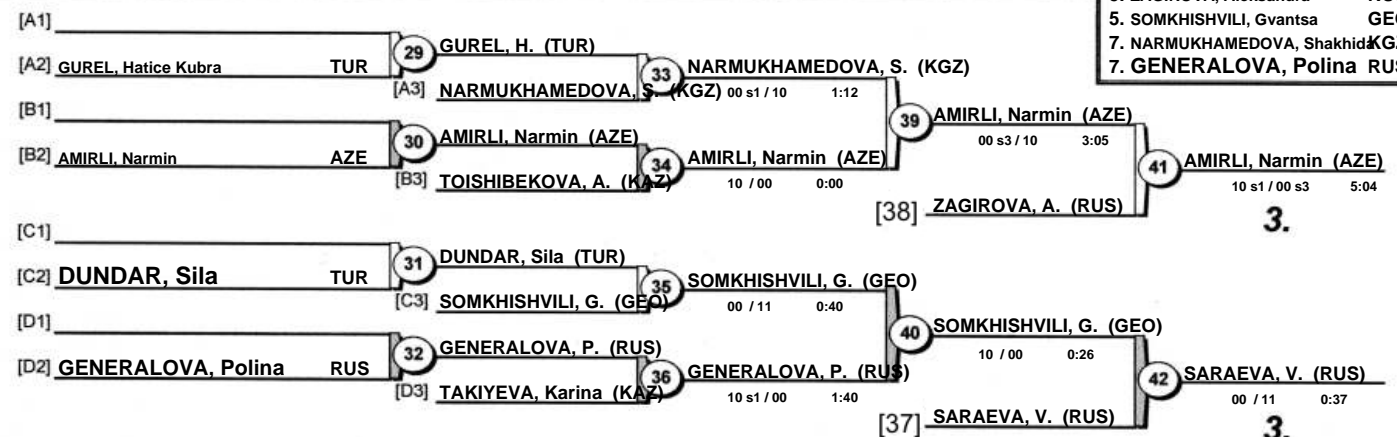 5. SOMKHISHVILI, Gvantsa GEO
7. NARMUKHAMEDOVA, Shakhida KGZ
7. GENERALOVA, Polina RUS
[A1]
29 GUREL, H. (TUR)
[A2] GUREL, Hatice Kubra TUR
33 NARMUKHAMEDOVA, S. (KGZ)
[A3] NARMUKHAMEDOVA, S. (KGZ)
00 s1 / 10 1:12
[B1]
39 AMIRLI, Narmin (AZE)
00 s3 / 10 3:05
30 AMIRLI, Narmin (AZE)
[B2] AMIRLI, Narmin AZE
34 AMIRLI, Narmin (AZE)
10 / 00 0:00
[B3] TOISHIBEKOVA, A. (KAZ)
41 AMIRLI, Narmin (AZE)
10 s1 / 00 s3 5:04
[38] ZAGIROVA, A. (RUS)
3.
[C1]
31 DUNDAR, Sila (TUR)
[C2] DUNDAR, Sila TUR
35 SOMKHISHVILI, G. (GEO)
[C3] SOMKHISHVILI, G. (GEO)
00 / 11 0:40
[D1]
40 SOMKHISHVILI, G. (GEO)
10 / 00 0:26
32 GENERALOVA, P. (RUS)
[D2] GENERALOVA, Polina RUS
36 GENERALOVA, P. (RUS)
[D3] TAKIYEVA, Karina (KAZ)
10 s1 / 00 1:40
42 SARAEVA, V. (RUS)
00 / 11 0:37
[37] SARAEVA, V. (RUS)
3.